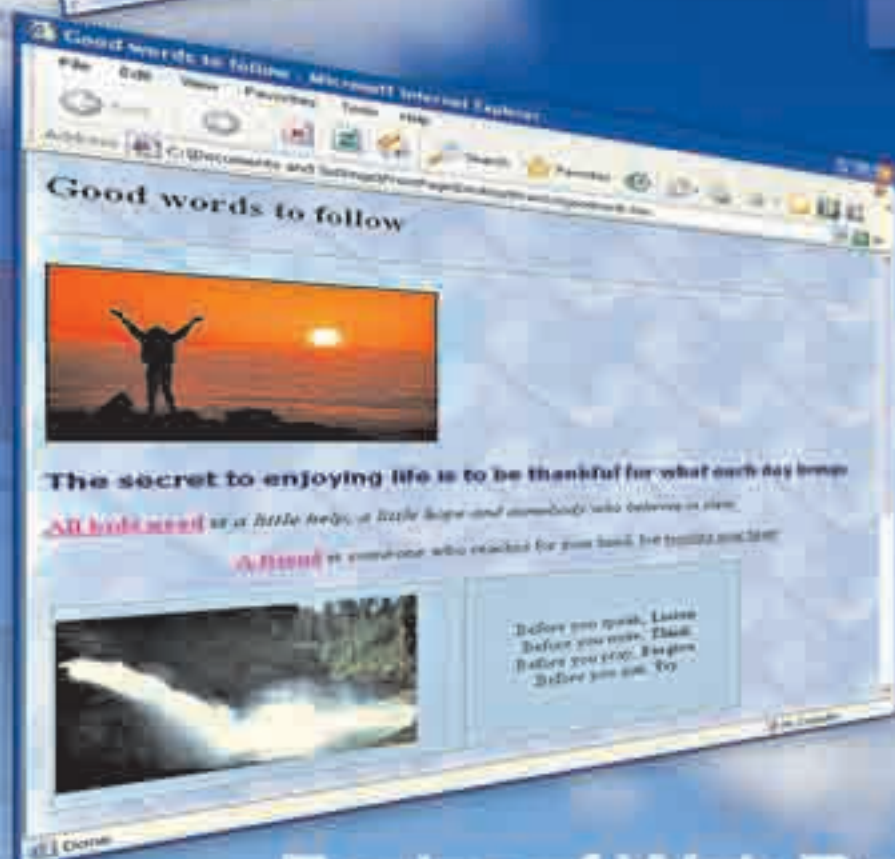 Good words to follow - Microsoft Internet Explorer
File Edit View Favorites Tools Help
Address C:\Documents and
Search Favorites
Good words to follow
The secret to enjoying life is to be thankful for what each day brings
All kids need is a little help, a little hope and somebody who believes in them
A friend is someone who reaches for your hand, but
Before you speak, Listen
Before you write, Think
Before you pray, Forgive
Before you quit, Try
Done